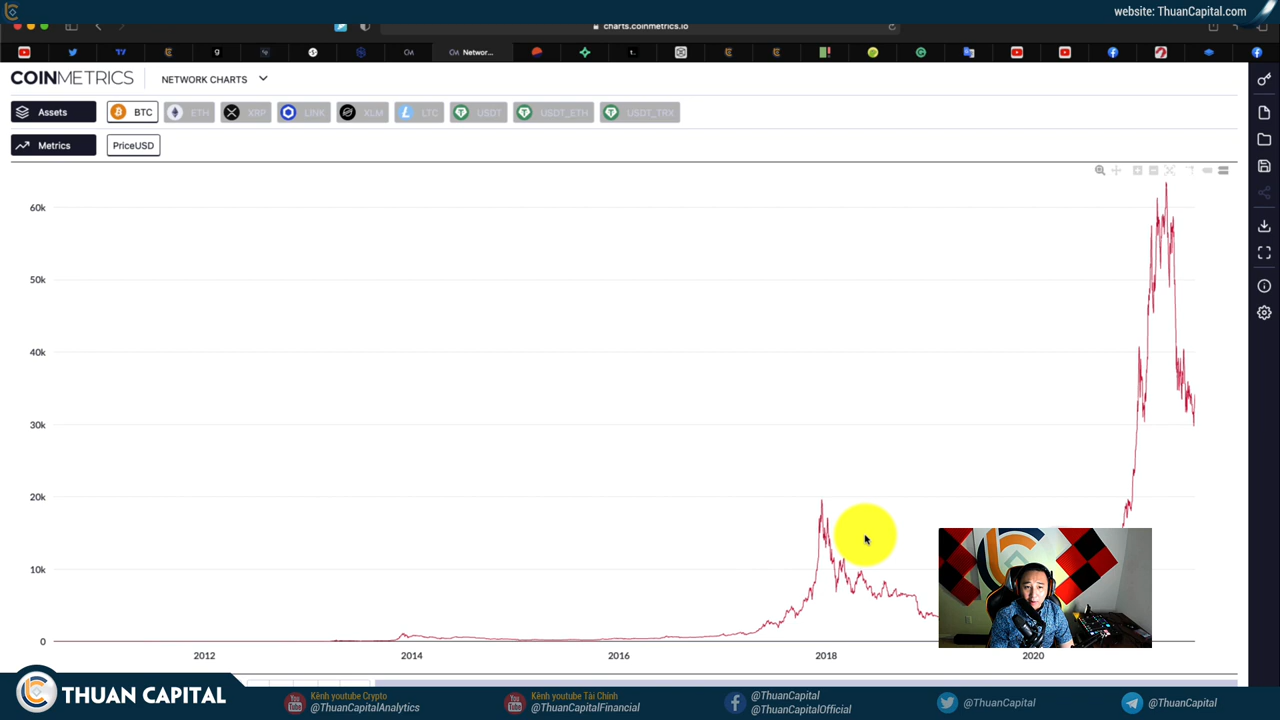 website: ThuanCapital.com
charts.coinmetrics.io
Networ...
COINMETRICS
NETWORK CHARTS
Assets
BTC
ETH
XRP
LINK
XLM
LTC
USDT
USDT_ETH
USDT_TRX
Metrics
PriceUSD
60k
50k
40k
30k
20k
10k
0
2012
2014
2016
2018
2020
THUAN CAPITAL
Kênh youtube Crypto
@ThuanCapitalAnalytics
Kênh youtube Tài Chính
@ThuanCapitalFinancial
@ThuanCapital
@ThuanCapitalOfficial
@ThuanCapital
@ThuanCapital